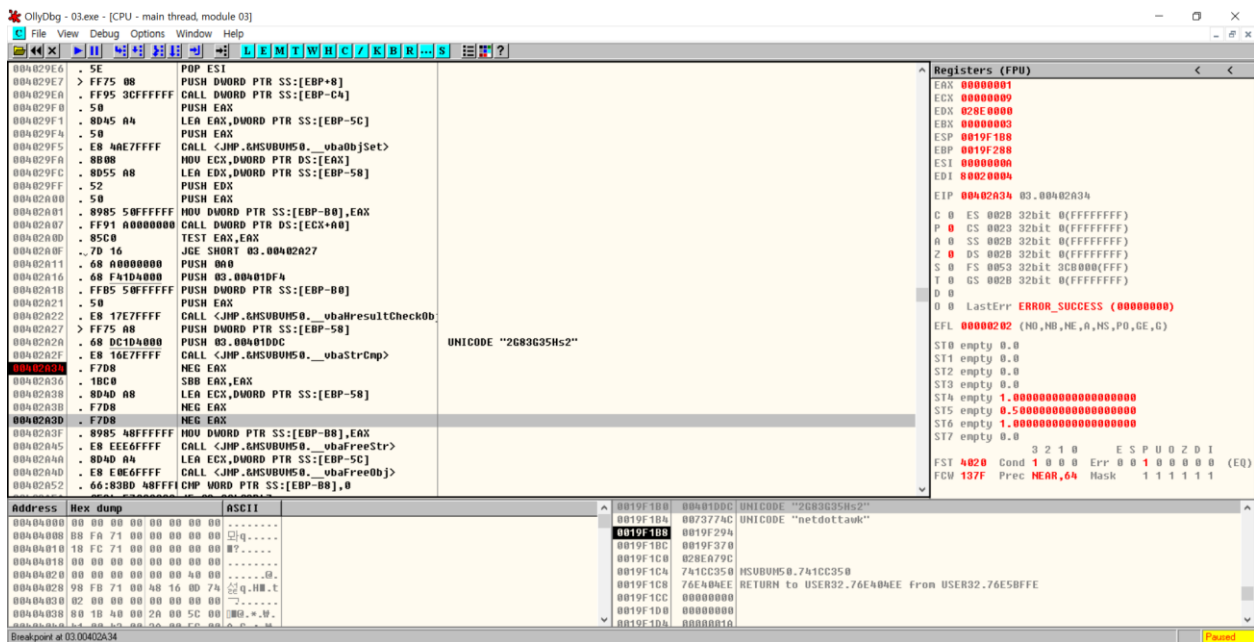 OllyDbg - 03.exe - [CPU - main thread, module 03]
C File View Debug Options Window Help
L E M T W H C / K B R ... S ?
004029E6 . 5E POP ESI
004029E7 > FF75 08 PUSH DWORD PTR SS:[EBP+8]
004029EA . FF95 3CFFFFFF CALL DWORD PTR SS:[EBP-C4]
004029F0 . 50 PUSH EAX
004029F1 . 8D45 A4 LEA EAX,DWORD PTR SS:[EBP-5C]
004029F4 . 50 PUSH EAX
004029F5 . E8 4AE7FFFF CALL <JMP.&MSVBVM50.__vbaObjSet>
004029FA . 8B08 MOV ECX,DWORD PTR DS:[EAX]
004029FC . 8D55 A8 LEA EDX,DWORD PTR SS:[EBP-58]
004029FF . 52 PUSH EDX
00402A00 . 50 PUSH EAX
00402A01 . 8985 50FFFFFF MOV DWORD PTR SS:[EBP-B0],EAX
00402A07 . FF91 A0000000 CALL DWORD PTR DS:[ECX+A0]
00402A0D . 85C0 TEST EAX,EAX
00402A0F ., 7D 16 JGE SHORT 03.00402A27
00402A11 . 68 A0000000 PUSH 0A0
00402A16 . 68 F41D4000 PUSH 03.00401DF4
00402A1B . FFB5 50FFFFFF PUSH DWORD PTR SS:[EBP-B0]
00402A21 . 50 PUSH EAX
00402A22 . E8 17E7FFFF CALL <JMP.&MSVBVM50.__vbaHresultCheckOb
00402A27 > FF75 A8 PUSH DWORD PTR SS:[EBP-58]
00402A2A . 68 DC1D4000 PUSH 03.00401DDC UNICODE "2G83G35Hs2"
00402A2F . E8 16E7FFFF CALL <JMP.&MSVBVM50.__vbaStrCmp>
00402A34 . F7D8 NEG EAX
00402A36 . 1BC0 SBB EAX,EAX
00402A38 . 8D4D A8 LEA ECX,DWORD PTR SS:[EBP-58]
00402A3B . F7D8 NEG EAX
00402A3D . F7D8 NEG EAX
00402A3F . 8985 48FFFFFF MOV DWORD PTR SS:[EBP-B8],EAX
00402A45 . E8 EEE6FFFF CALL <JMP.&MSVBVM50.__vbaFreeStr>
00402A4A . 8D4D A4 LEA ECX,DWORD PTR SS:[EBP-5C]
00402A4D . E8 E0E6FFFF CALL <JMP.&MSVBVM50.__vbaFreeObj>
00402A52 . 66:83BD 48FFF CMP WORD PTR SS:[EBP-B8],0
Registers (FPU) < <
EAX 00000001
ECX 00000009
EDX 028E0000
EBX 00000003
ESP 0019F1B8
EBP 0019F288
ESI 0000000A
EDI 80020004
EIP 00402A34 03.00402A34
C 0 ES 002B 32bit 0(FFFFFFFF)
P 0 CS 0023 32bit 0(FFFFFFFF)
A 0 SS 002B 32bit 0(FFFFFFFF)
Z 0 DS 002B 32bit 0(FFFFFFFF)
S 0 FS 0053 32bit 3CB000(FFF)
T 0 GS 002B 32bit 0(FFFFFFFF)
D 0
O 0 LastErr ERROR_SUCCESS (00000000)
EFL 00000202 (NO,NB,NE,A,NS,PO,GE,G)
ST0 empty 0.0
ST1 empty 0.0
ST2 empty 0.0
ST3 empty 0.0
ST4 empty 1.0000000000000000000
ST5 empty 0.5000000000000000000
ST6 empty 1.0000000000000000000
ST7 empty 0.0
3 2 1 0 E S P U O Z D I
FST 4020 Cond 1 0 0 0 Err 0 0 1 0 0 0 0 0 (EQ)
FCW 137F Prec NEAR,64 Mask 1 1 1 1 1 1
Address Hex dump ASCII
00404000 00 00 00 00 00 00 00 00 ........
00404008 B8 FA 71 00 00 00 00 00
00404010 18 FC 71 00 00 00 00 00
00404018 00 00 00 00 00 00 00 00 ........
00404020 00 00 00 00 00 00 40 00 ......@.
00404028 98 FB 71 00 48 16 0D 74
00404030 02 00 00 00 00 00 00 00
00404038 80 1B 40 00 2A 00 5C 00
0019F1B0 00401DDC UNICODE "2G83G35Hs2"
0019F1B4 0073774C UNICODE "netdottawk"
0019F1B8 0019F294
0019F1BC 0019F370
0019F1C0 028EA79C
0019F1C4 741CC350 MSVBVM50.741CC350
0019F1C8 76E404EE RETURN to USER32.76E404EE from USER32.76E5BFFE
0019F1CC 00000000
0019F1D0 00000000
0019F1D4 0000001A
Breakpoint at 03.00402A34
Paused